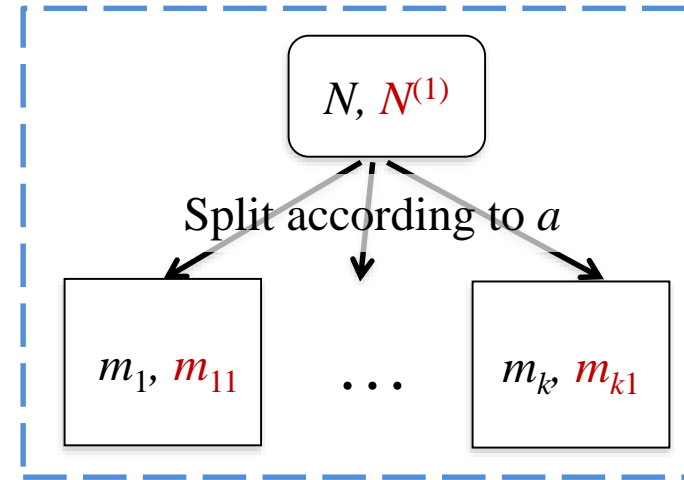 N, N⁽¹⁾
Split according to a
m₁, m₁₁ … mₖ, mₖ₁